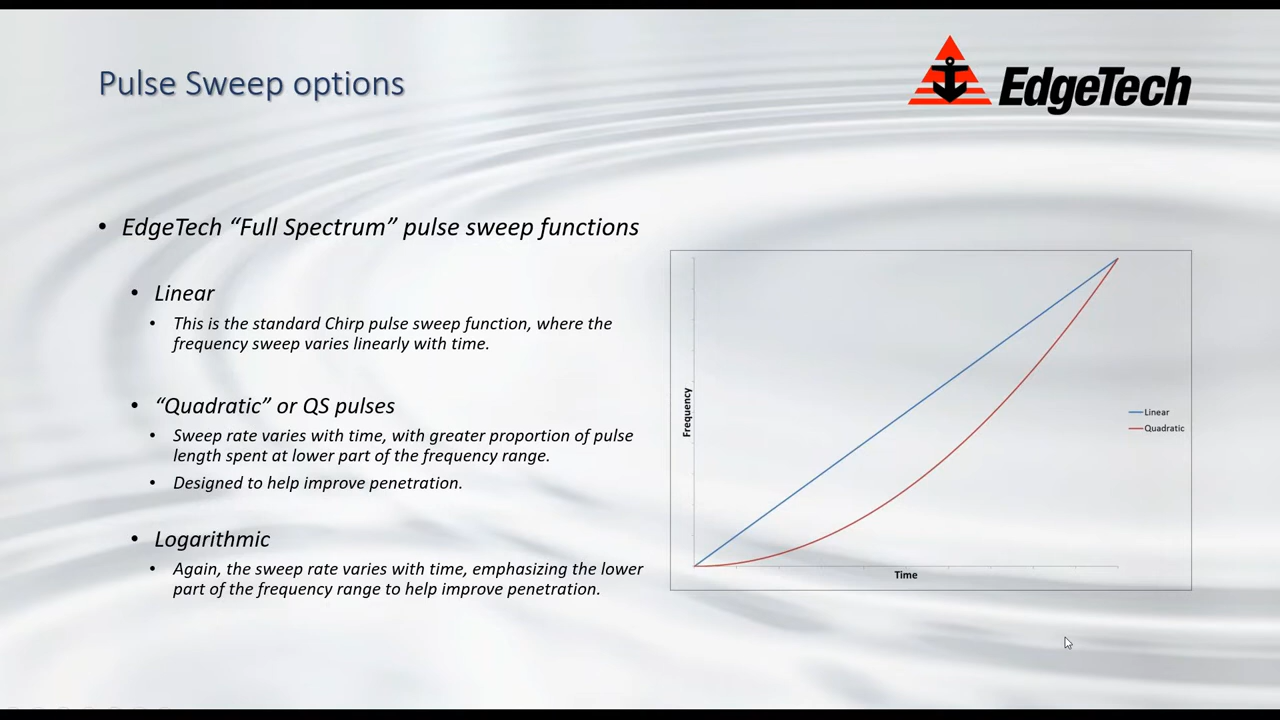 Pulse Sweep options
EdgeTech
• EdgeTech “Full Spectrum” pulse sweep functions
• Linear
• This is the standard Chirp pulse sweep function, where the
frequency sweep varies linearly with time.
• “Quadratic” or QS pulses
• Sweep rate varies with time, with greater proportion of pulse
length spent at lower part of the frequency range.
• Designed to help improve penetration.
• Logarithmic
• Again, the sweep rate varies with time, emphasizing the lower
part of the frequency range to help improve penetration.
Frequency
Time
Linear
Quadratic